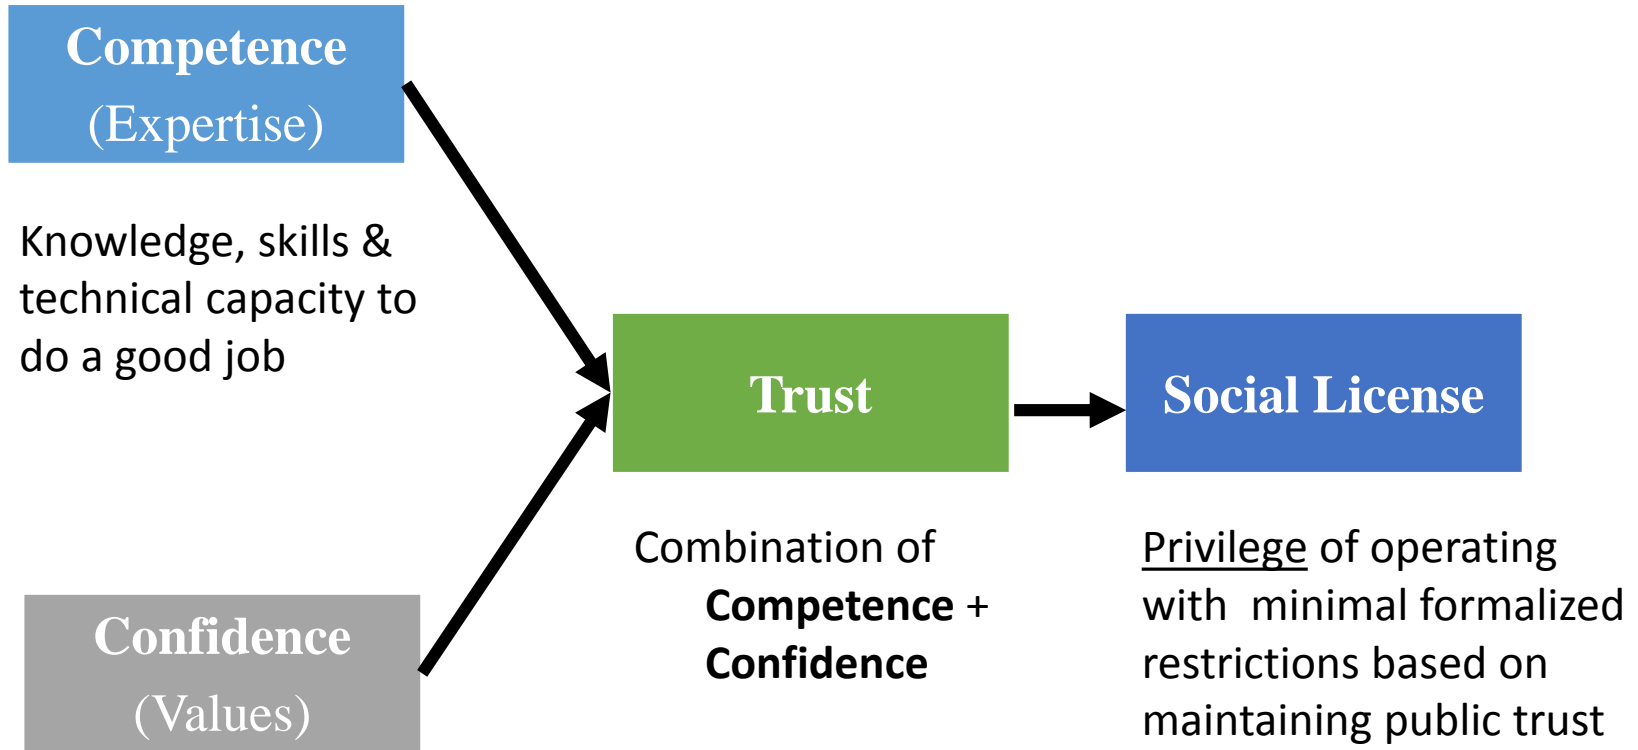 Competence
(Expertise)
Knowledge, skills &
technical capacity to
do a good job
Confidence
(Values)
Trust
Combination of
Competence +
Confidence
Social License
Privilege of operating
with  minimal formalized
restrictions based on
maintaining public trust